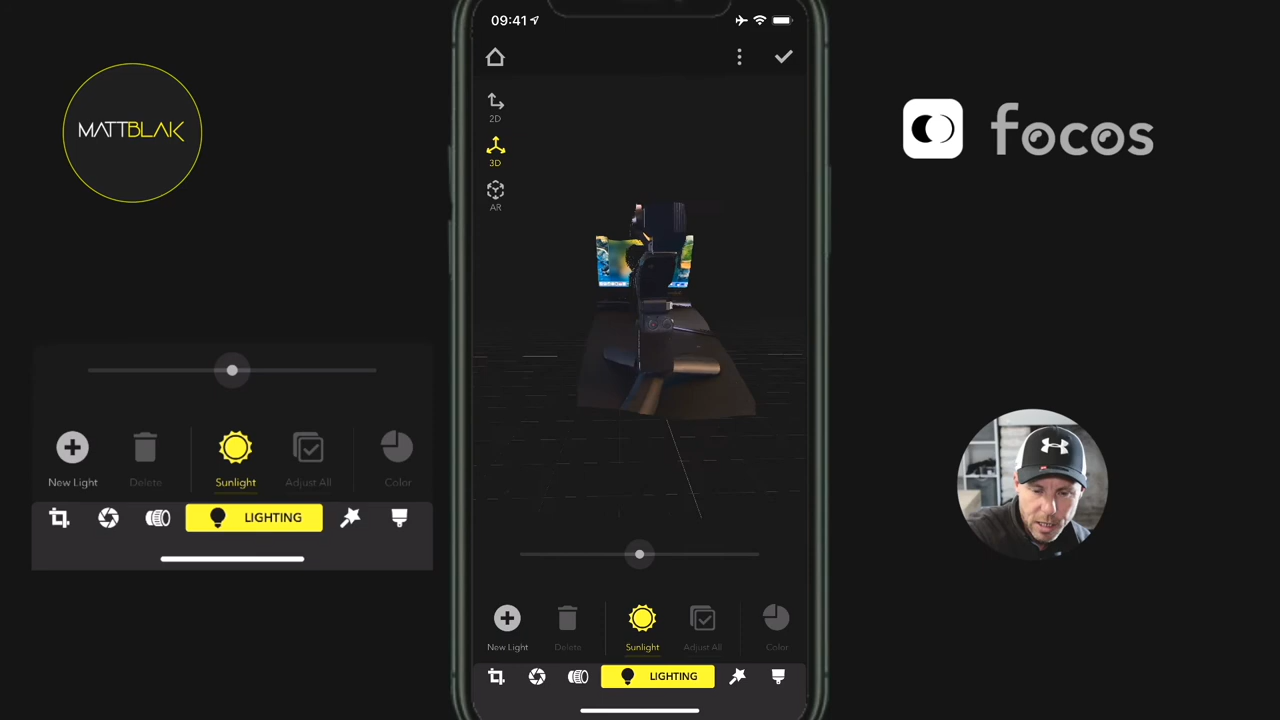 09:41
MATTBLAK
focos
2D
3D
AR
New Light
Delete
Sunlight
Adjust All
Color
LIGHTING
New Light
Delete
Sunlight
Adjust All
Color
LIGHTING